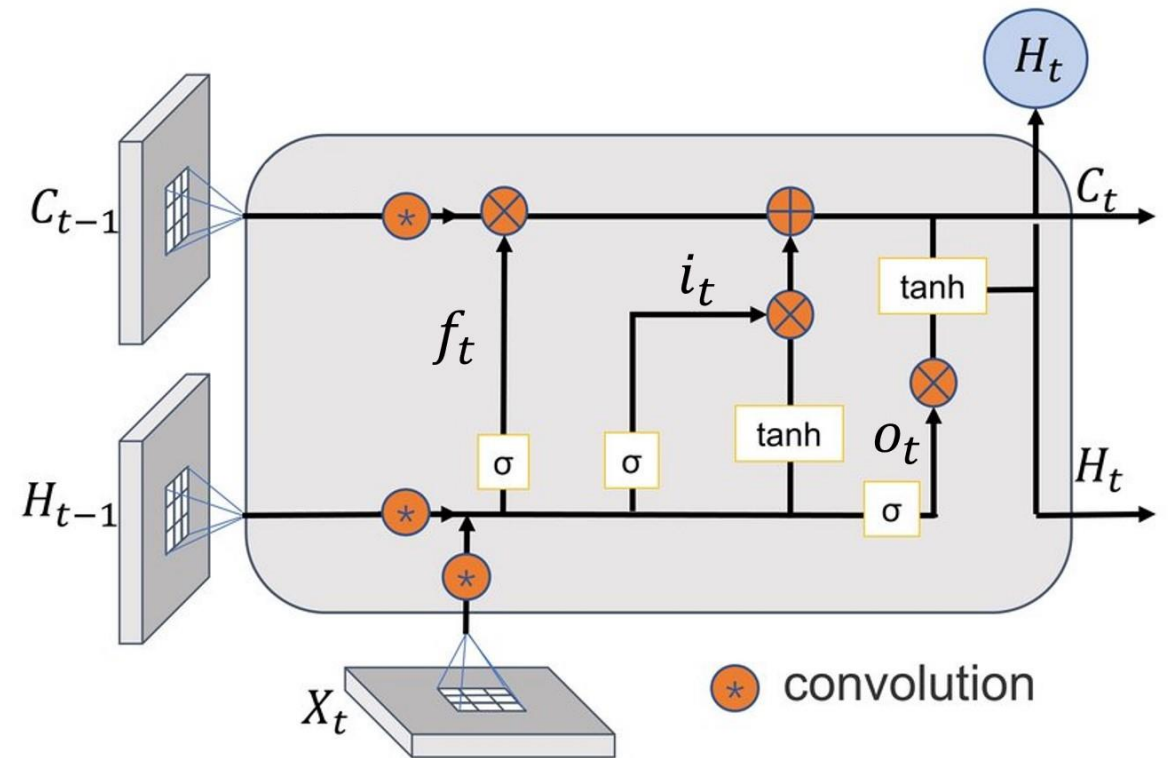 H_t
C_{t-1}
C_t
i_t
tanh
f_t
tanh
o_t
σ
σ
H_{t-1}
H_t
σ
X_t
convolution